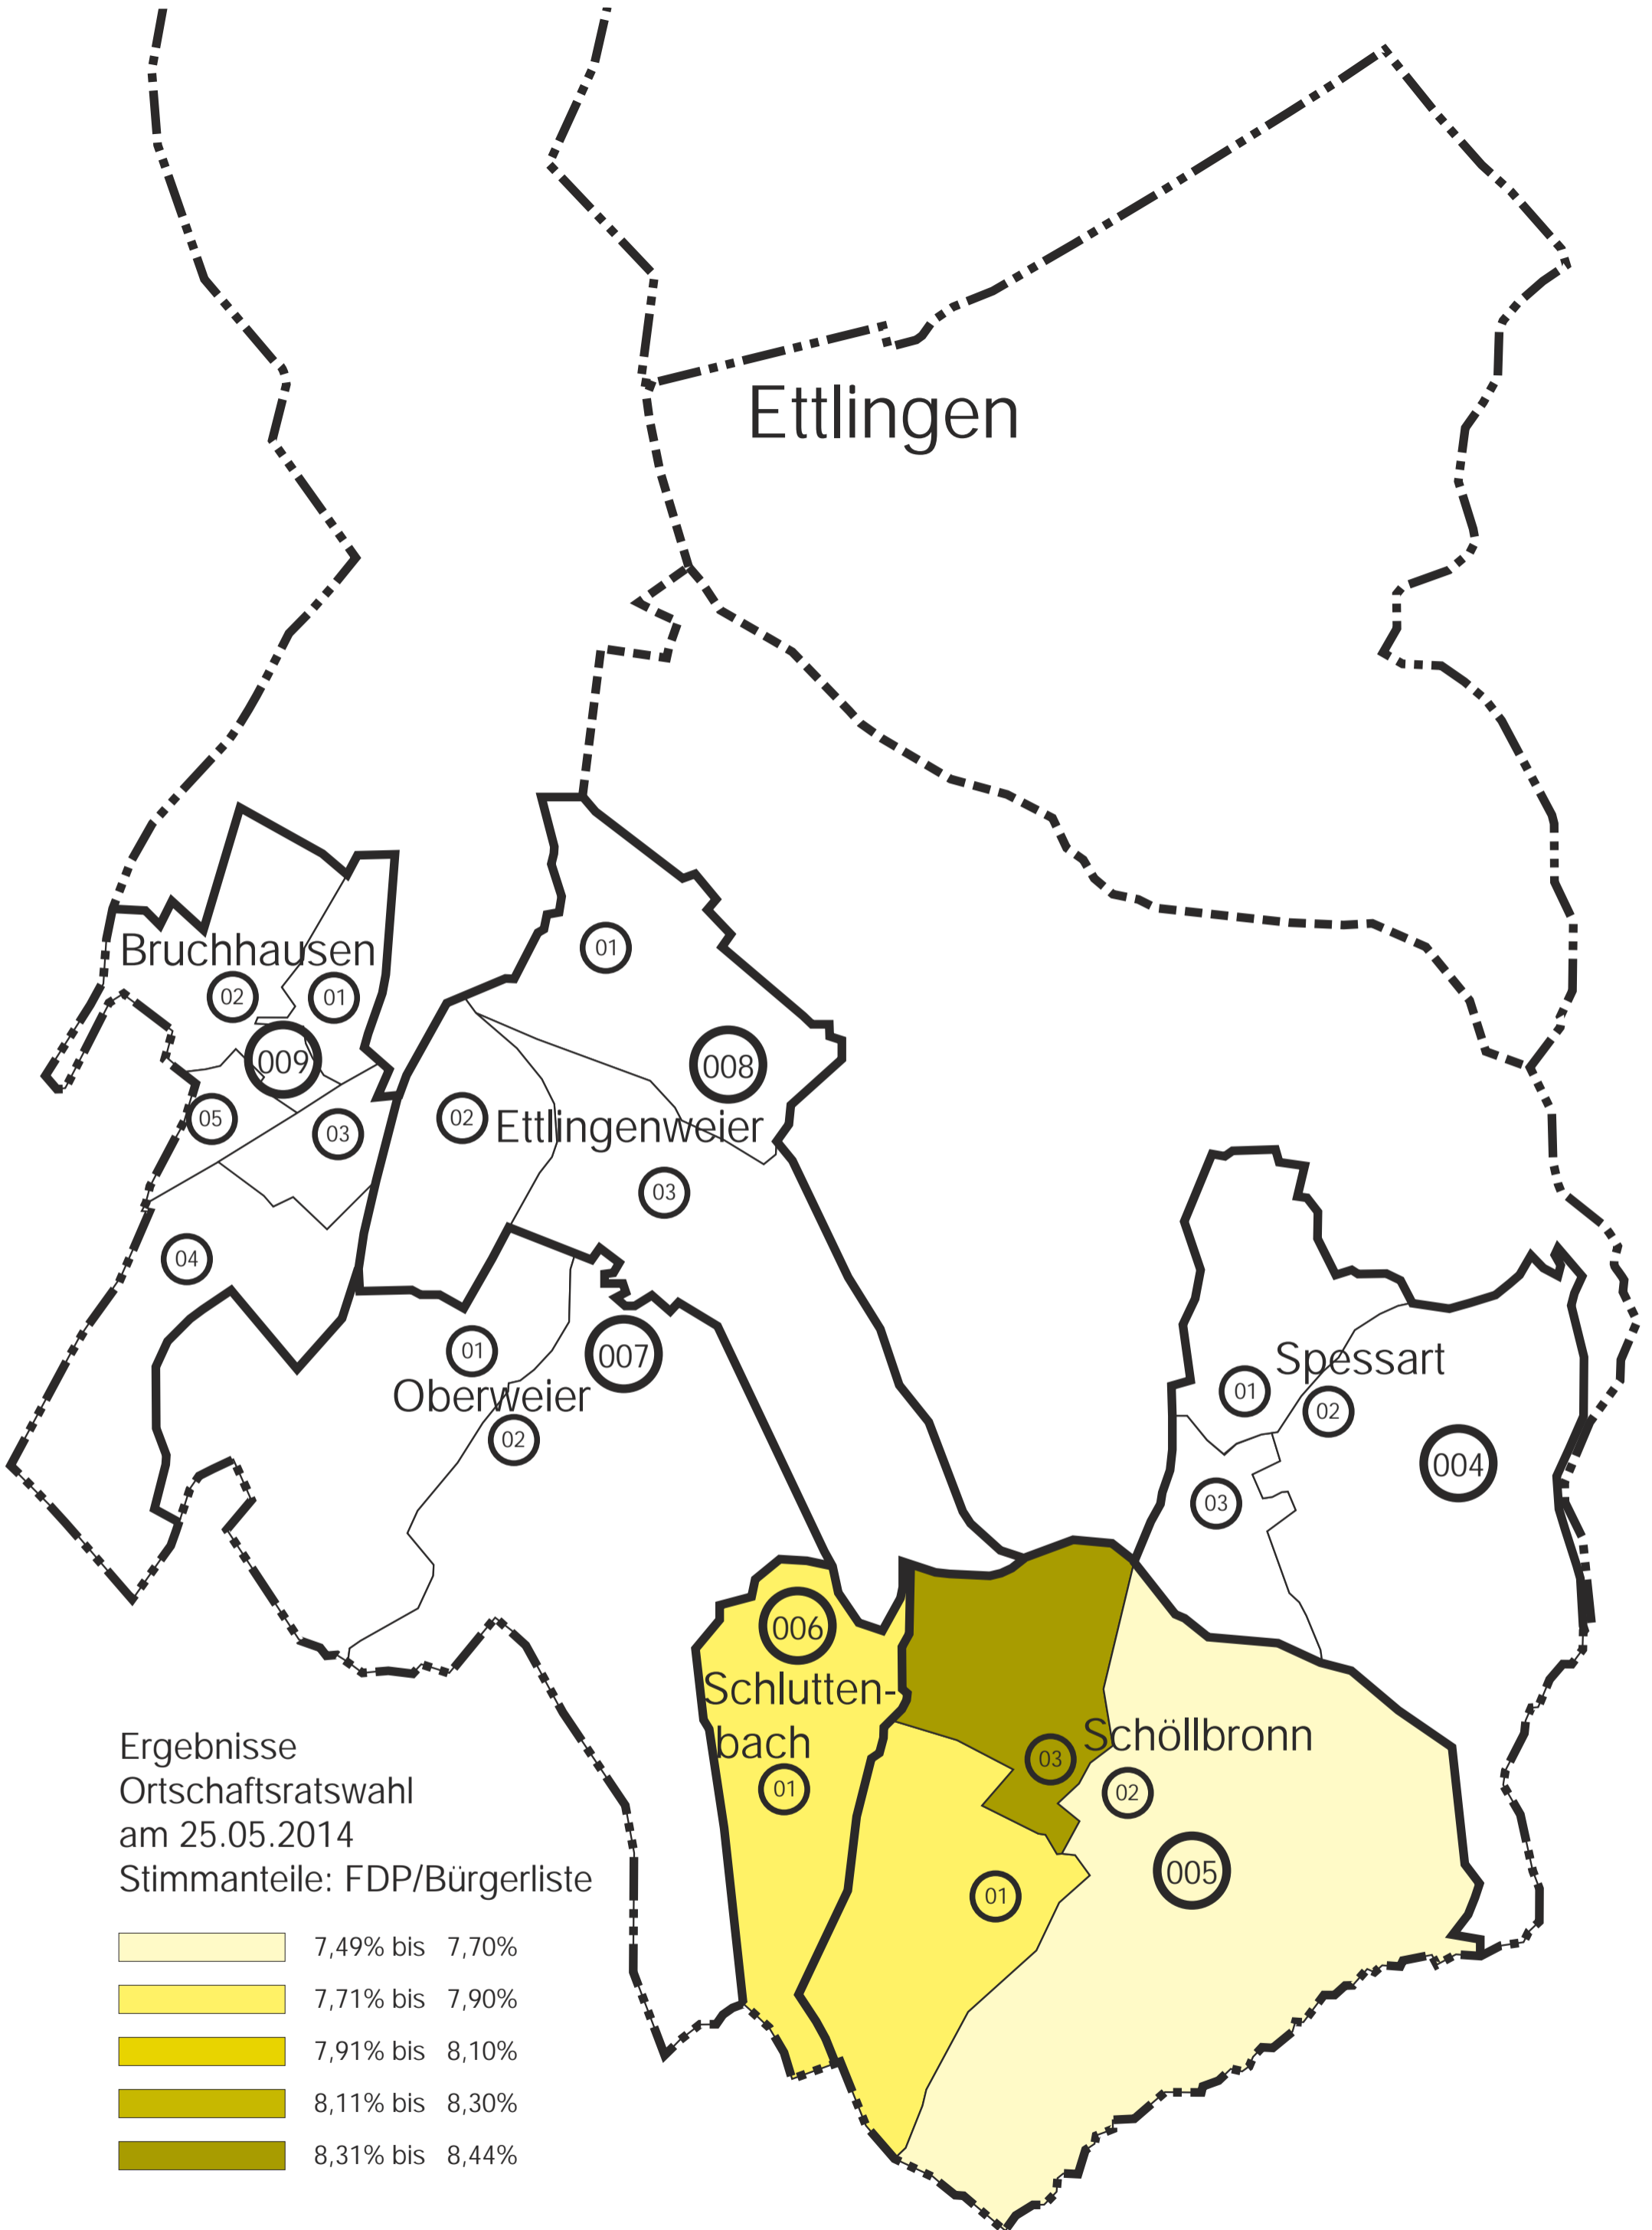 Ettlingen
01
Bruchhausen
02
01
009
008
02
Ettlingenweier
05
03
03
04
01
007
Oberweier
02
Spessart
01
02
004
03
006
Schlutten-
bach
01
Schöllbronn
03
02
005
01
Ergebnisse
Ortschaftsratswahl
am 25.05.2014
Stimmanteile: FDP/Bürgerliste
7,49% bis 7,70%
7,71% bis 7,90%
7,91% bis 8,10%
8,11% bis 8,30%
8,31% bis 8,44%